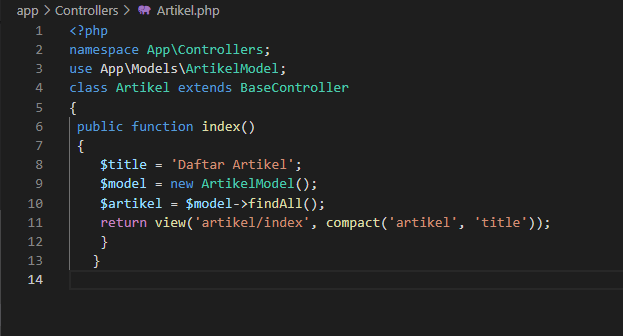 app > Controllers > Artikel.php
1 <?php
2 namespace App\Controllers;
3 use App\Models\ArtikelModel;
4 class Artikel extends BaseController
5 {
6 public function index()
7 {
8 $title = 'Daftar Artikel';
9 $model = new ArtikelModel();
10 $artikel = $model->findAll();
11 return view('artikel/index', compact('artikel', 'title'));
12 }
13 }
14